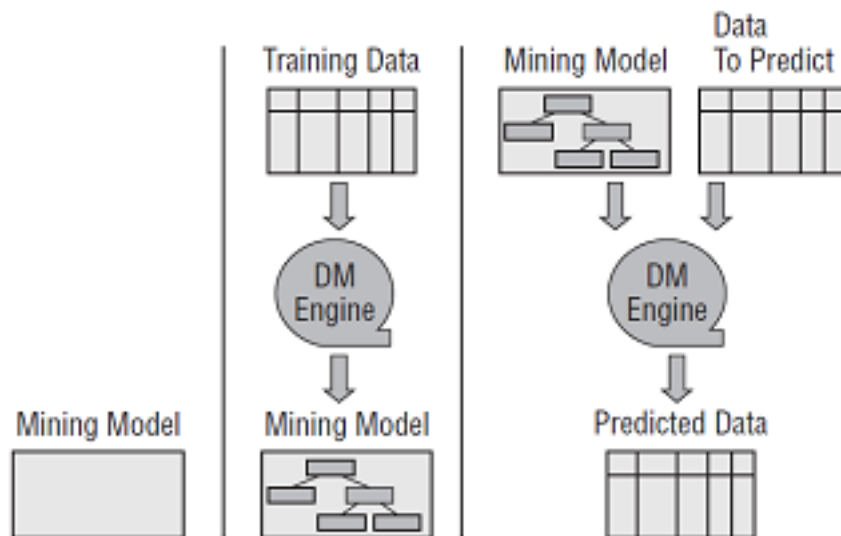 Mining Model
Training Data
DM
Engine
Mining Model
Mining Model
Data
To Predict
DM
Engine
Predicted Data